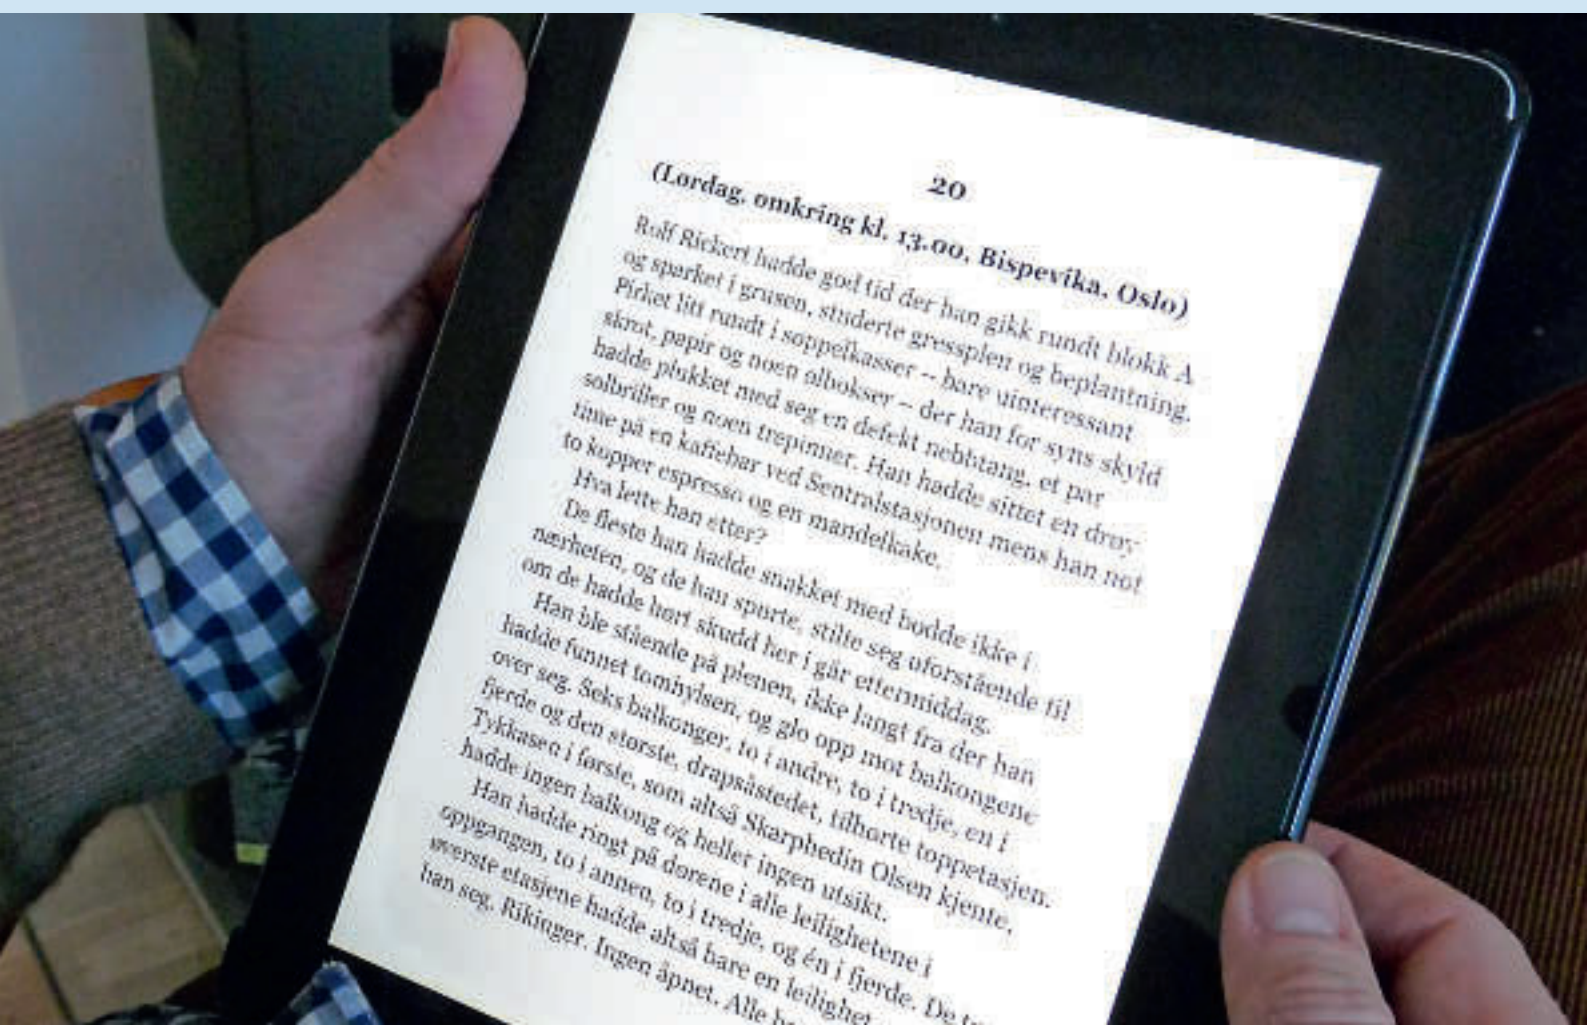 20
(Lørdag, omkring kl. 13.00, Bispevika, Oslo)
Rolf Rickert hadde god tid der han gikk rundt blokk A
og sparket i grusen, studerte gressplen og beplantning.
Pirket litt rundt i søppelkasser – bare uinteressant
skrot, papir og noen ølbokser – der han for syns skyld
hadde plukket med seg en defekt nebbtang, et par
solbriller og noen trepinner. Han hadde sittet en drøy
time på en kaffebar ved Sentralstasjonen mens han nøt
to kopper espresso og en mandelkake.
Hva lette han etter?
De fleste han hadde snakket med bodde ikke i
nærheten, og de han spurte, stilte seg uforstående til
om de hadde hørt skudd her i går ettermiddag.
Han ble stående på plenen, ikke langt fra der han
hadde funnet tomhylsen, og glo opp mot balkongene
over seg. Seks balkonger, to i andre, to i tredje, en i
fjerde og den største, drapsåstedet, tilhørte toppetasjen.
Tykkasen i første, som altså Skarphedin Olsen kjente,
hadde ingen balkong og heller ingen utsikt.
Han hadde ringt på dørene i alle leilighetene i
oppgangen, to i annen, to i tredje, og én i fjerde. De
øverste etasjene hadde altså bare en leilighet
han seg. Rikinger. Ingen åpnet. Alle